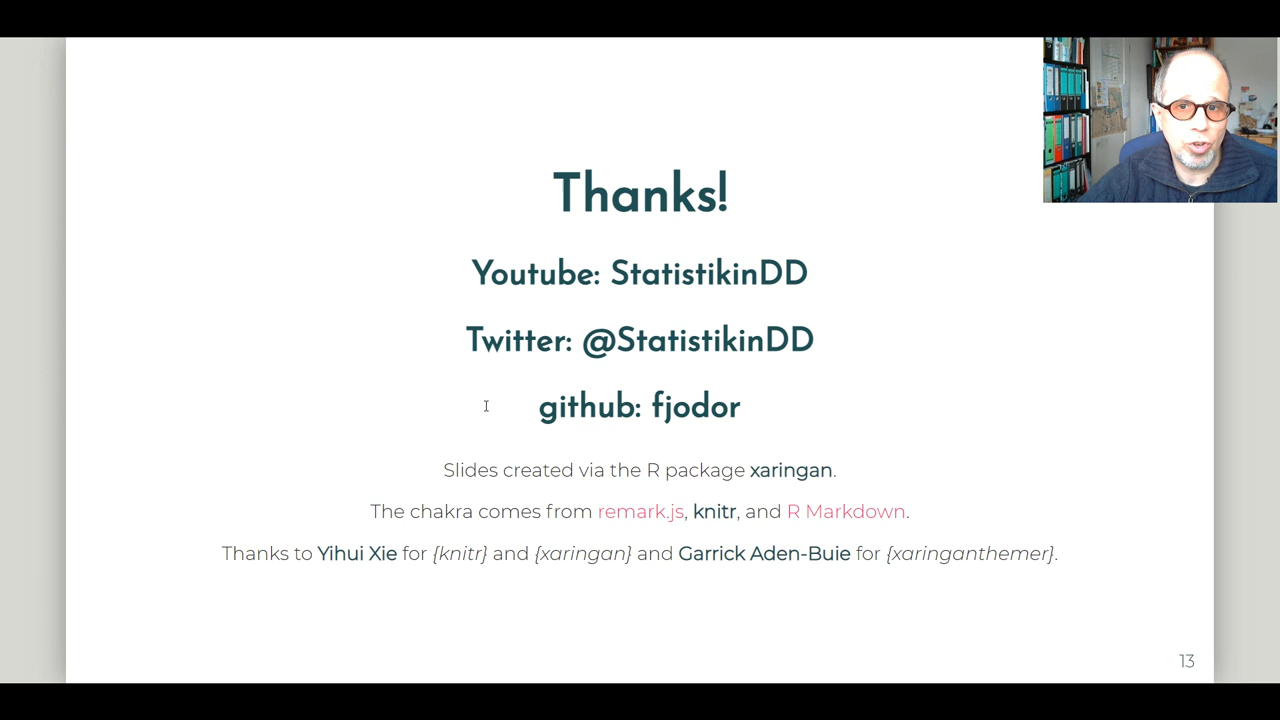 Thanks!
Youtube: StatistikinDD
Twitter: @StatistikinDD
github: fjodor
Slides created via the R package xaringan.
The chakra comes from remark.js, knitr, and R Markdown.
Thanks to Yihui Xie for {knitr} and {xaringan} and Garrick Aden-Buie for {xaringanthemer}.
13